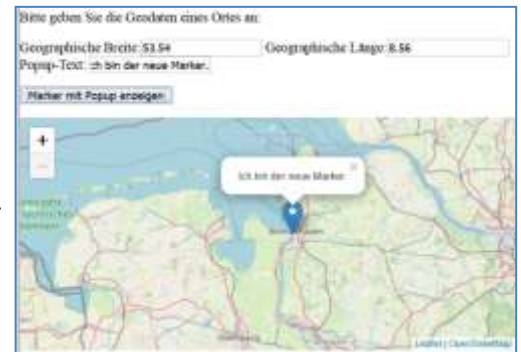 Bitte geben Sie die Geodaten eines Ortes an:
Geographische Breite: 53.54 Geographische Länge: 8.56
Popup-Text: ch bin der neue Marker.
Marker mit Popup anzeigen
+
−
Ich bin der neue Marker
×
Leaflet | OpenStreetMap